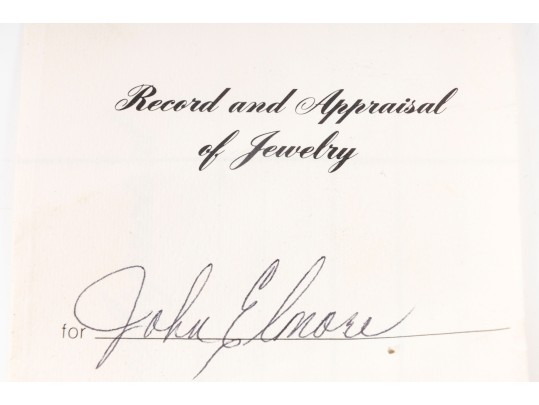 Record and Appraisal
of Jewelry
for John Elmore